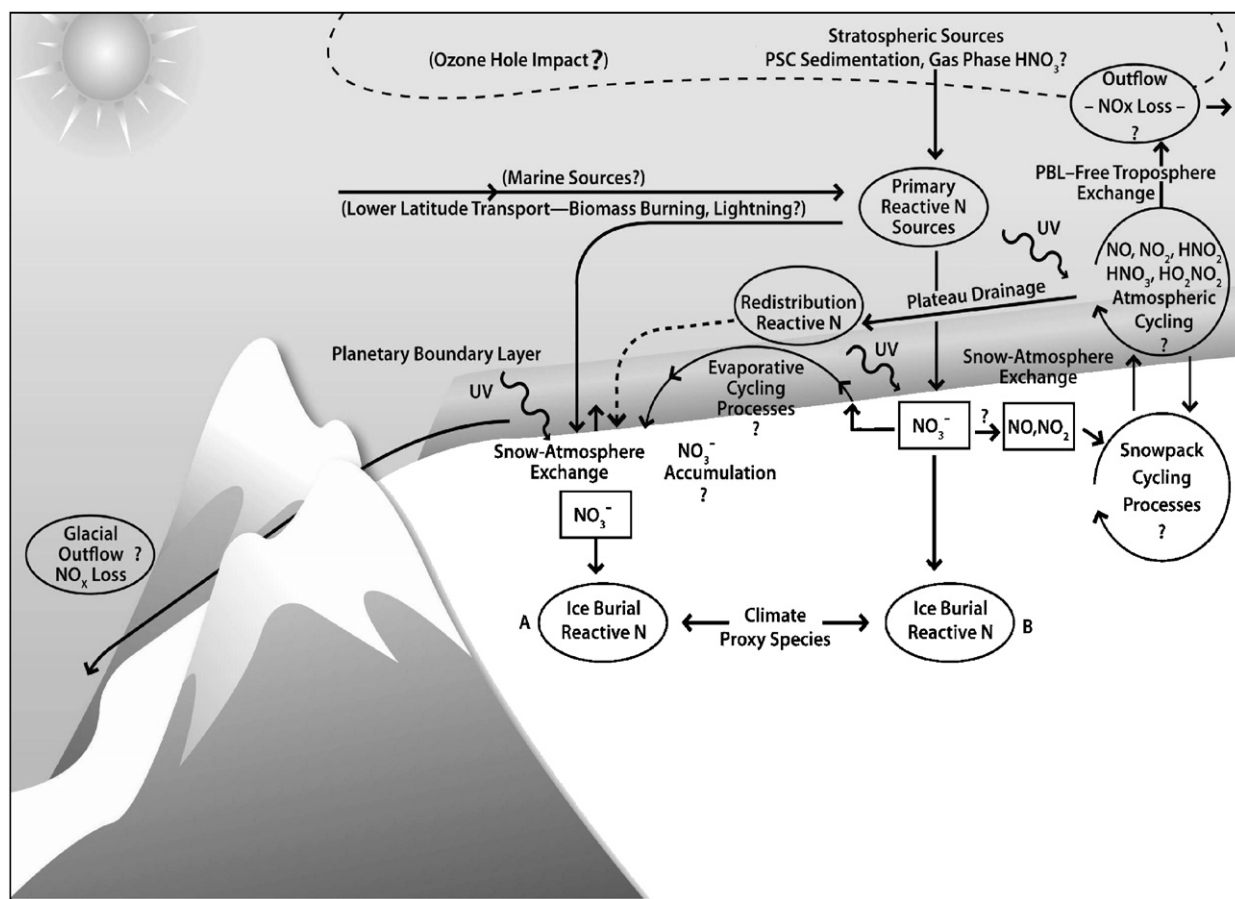 Stratospheric Sources
(Ozone Hole Impact ?)
PSC Sedimentation, Gas Phase HNO₃?
Outflow
– NOx Loss –
?
PBL–Free Troposphere
Exchange
(Marine Sources?)
(Lower Latitude Transport—Biomass Burning, Lightning?)
Primary
Reactive N
Sources
UV
NO, NO₂, HNO₂
HNO₃, HO₂NO₂
Atmospheric
Cycling
?
Plateau Drainage
Redistribution
Reactive N
Planetary Boundary Layer
UV
UV
Evaporative
Cycling
Processes
?
Snow-Atmosphere
Exchange
NO₃⁻
?
NO,NO₂
Snow-Atmosphere
Exchange
NO₃⁻
Accumulation
?
Snowpack
Cycling
Processes
?
NO₃⁻
Glacial
Outflow ?
NOₓ Loss
A
Ice Burial
Reactive N
Climate
Proxy Species
Ice Burial
Reactive N
B